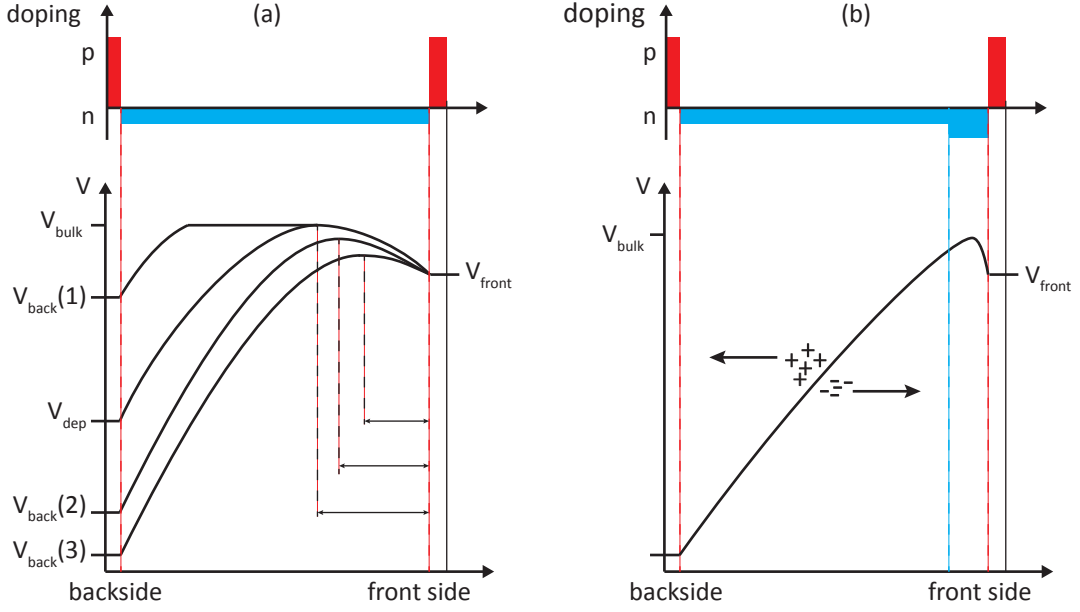 doping
(a)
p
n
V
V_bulk
V_front
V_back(1)
V_dep
V_back(2)
V_back(3)
backside
front side
doping
(b)
p
n
V
V_bulk
V_front
+ + + + +
- - - - -
backside
front side